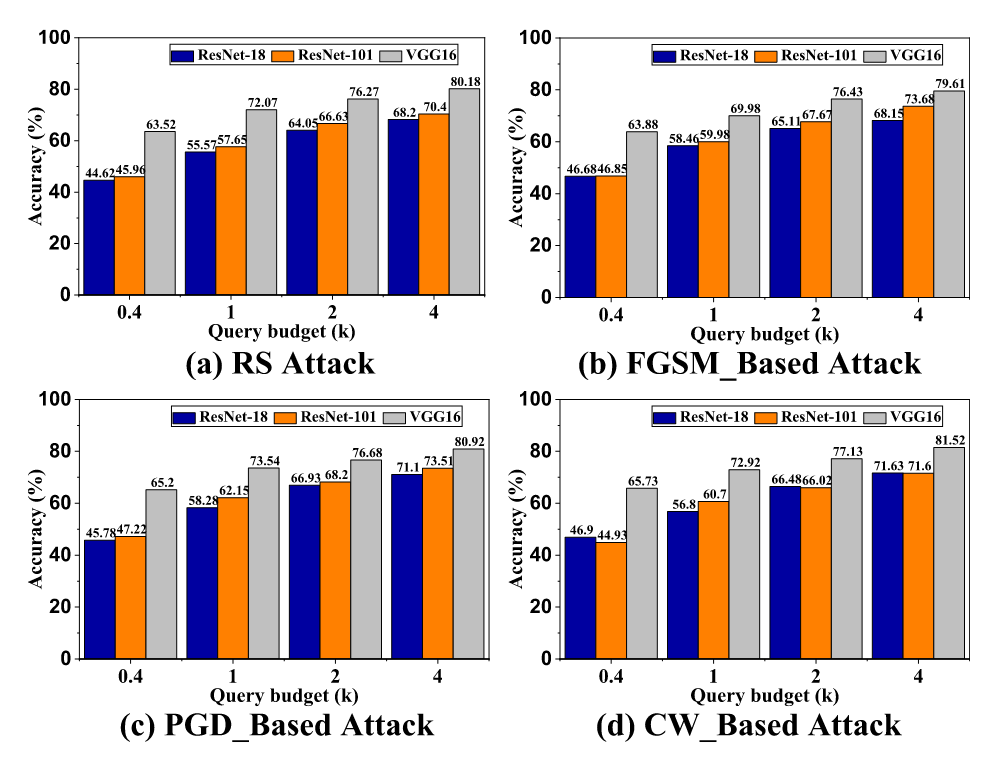 ResNet-18 ResNet-101 VGG16
Accuracy (%)
100
80
60
40
20
0
44.62 45.96 63.52
55.57 57.65 72.07
64.05 66.63 76.27
68.2 70.4 80.18
0.4 1 2 4
Query budget (k)
(a) RS Attack
ResNet-18 ResNet-101 VGG16
Accuracy (%)
100
80
60
40
20
0
46.68 46.85 63.88
58.46 59.98 69.98
65.11 67.67 76.43
68.15 73.68 79.61
0.4 1 2 4
Query budget (k)
(b) FGSM_Based Attack
ResNet-18 ResNet-101 VGG16
Accuracy (%)
100
80
60
40
20
0
45.78 47.22 65.2
58.28 62.15 73.54
66.93 68.2 76.68
71.1 73.51 80.92
0.4 1 2 4
Query budget (k)
(c) PGD_Based Attack
ResNet-18 ResNet-101 VGG16
Accuracy (%)
100
80
60
40
20
0
46.9 44.93 65.73
56.8 60.7 72.92
66.48 66.02 77.13
71.63 71.6 81.52
0.4 1 2 4
Query budget (k)
(d) CW_Based Attack